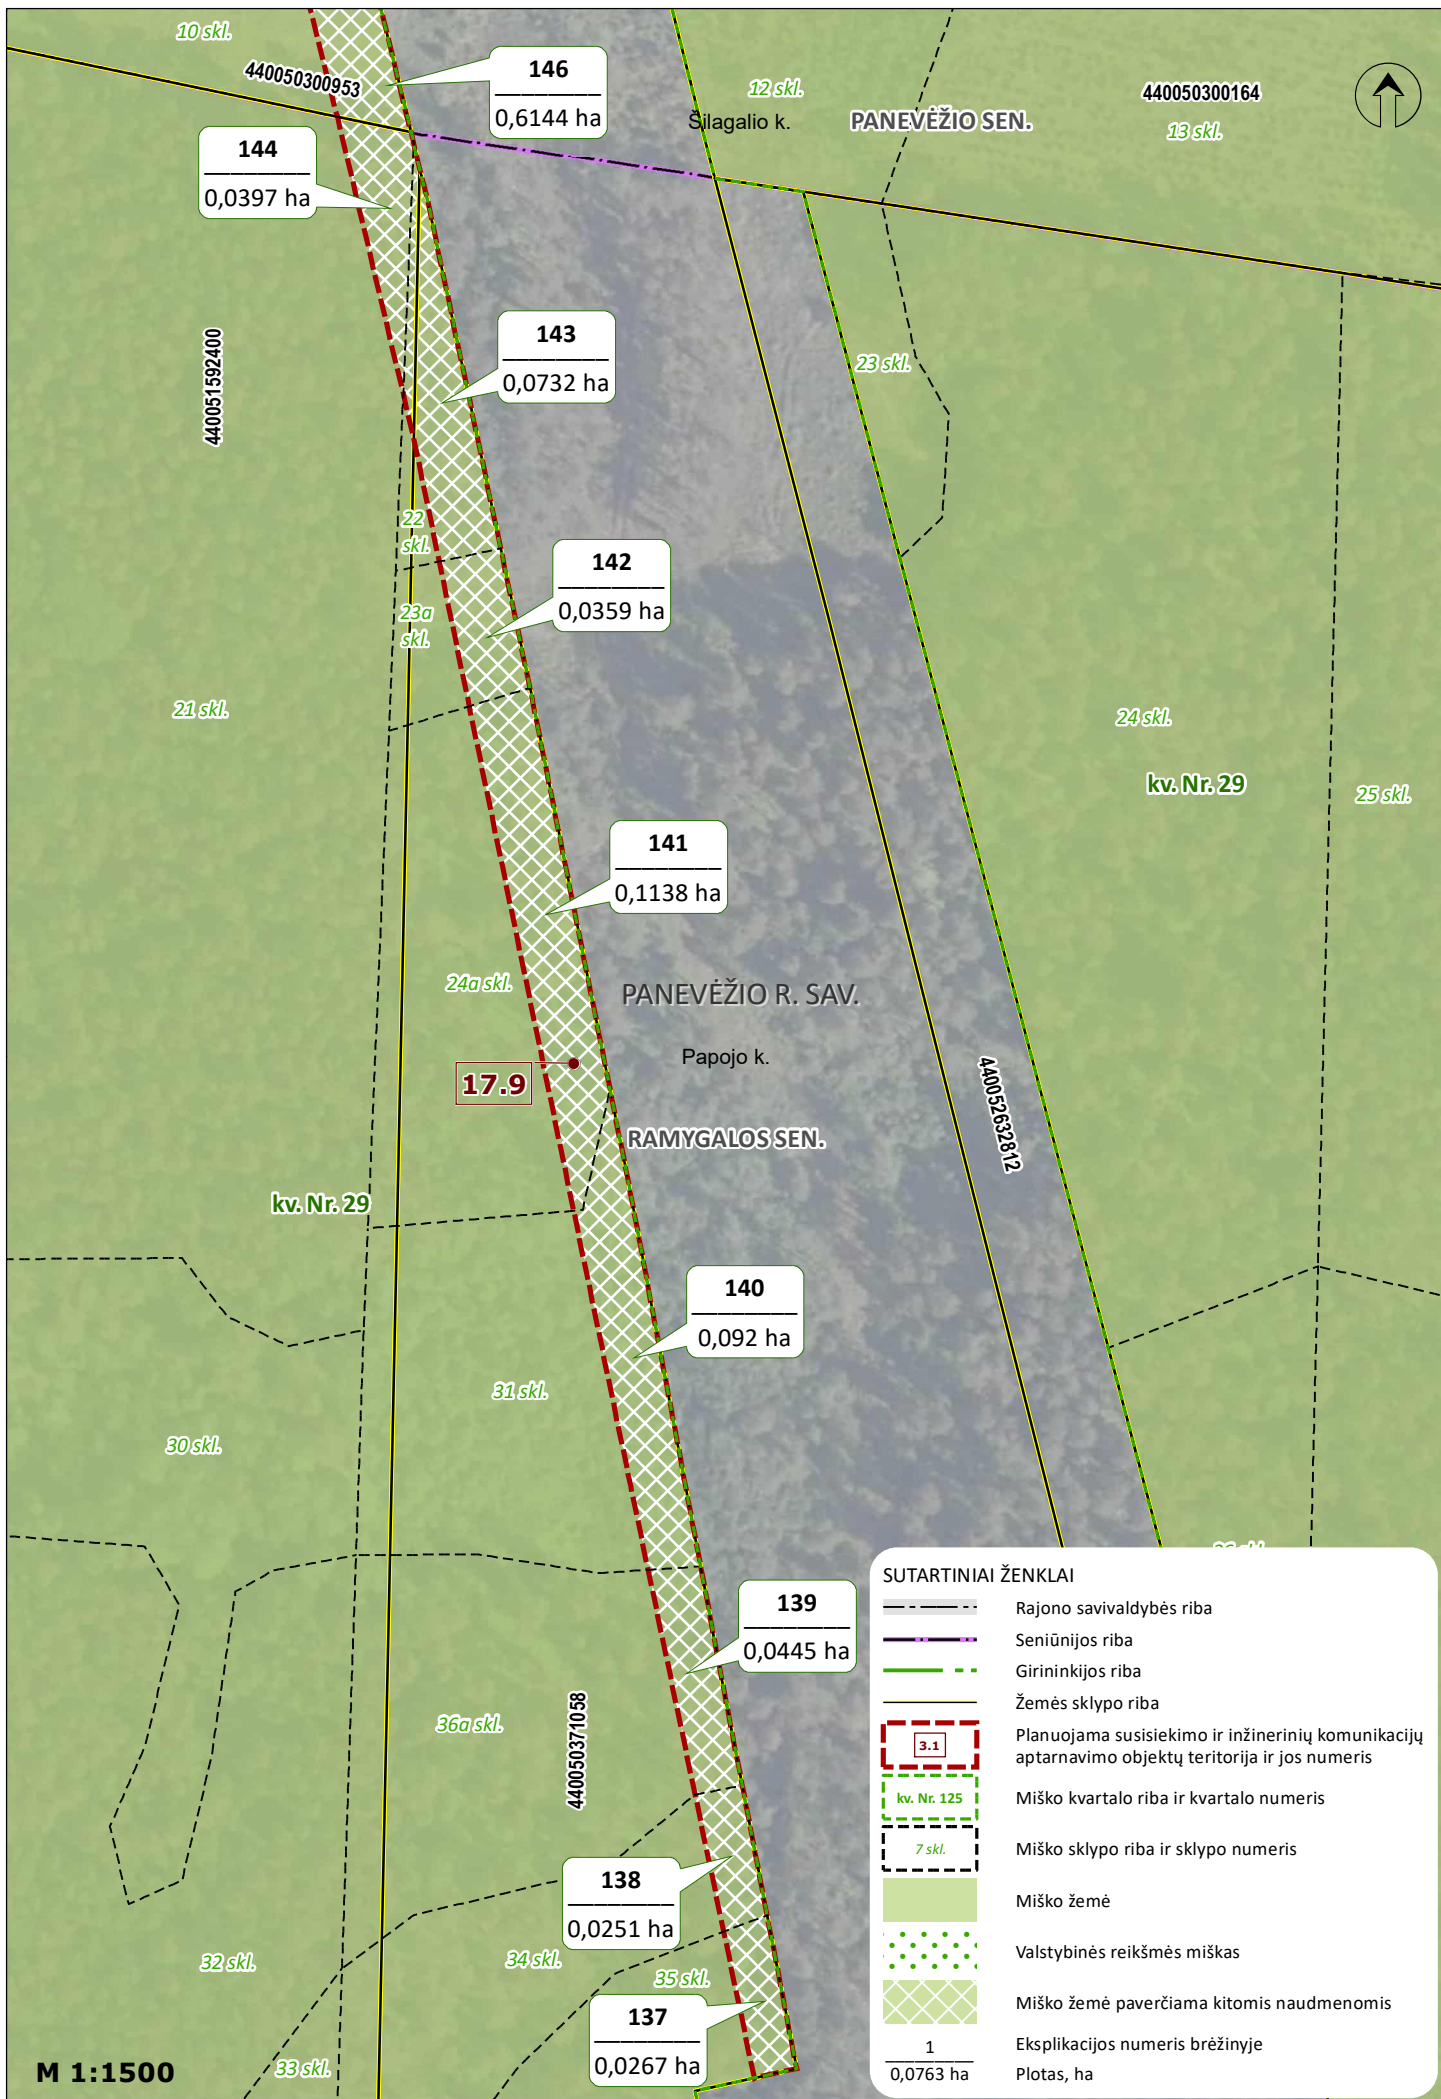 10 skl.
440050300953
146
0,6144 ha
12 skl.
Šilagalio k.
PANEVĖŽIO SEN.
440050300164
13 skl.
144
0,0397 ha
440051592400
143
0,0732 ha
23 skl.
22
skl.
142
0,0359 ha
23a
skl.
21 skl.
24 skl.
kv. Nr. 29
25 skl.
141
0,1138 ha
24a skl.
PANEVĖŽIO R. SAV.
Papojo k.
17.9
440052632812
RAMYGALOS SEN.
kv. Nr. 29
140
0,092 ha
31 skl.
30 skl.
139
0,0445 ha
36a skl.
440050371058
138
0,0251 ha
32 skl.
34 skl.
35 skl.
137
0,0267 ha
33 skl.
M 1:1500
SUTARTINIAI ŽENKLAI
Rajono savivaldybės riba
Seniūnijos riba
Girininkijos riba
Žemės sklypo riba
3.1
Planuojama susisiekimo ir inžinerinių komunikacijų
aptarnavimo objektų teritorija ir jos numeris
kv. Nr. 125
Miško kvartalo riba ir kvartalo numeris
7 skl.
Miško sklypo riba ir sklypo numeris
Miško žemė
Valstybinės reikšmės miškas
Miško žemė paverčiama kitomis naudmenomis
1
Eksplikacijos numeris brėžinyje
0,0763 ha
Plotas, ha